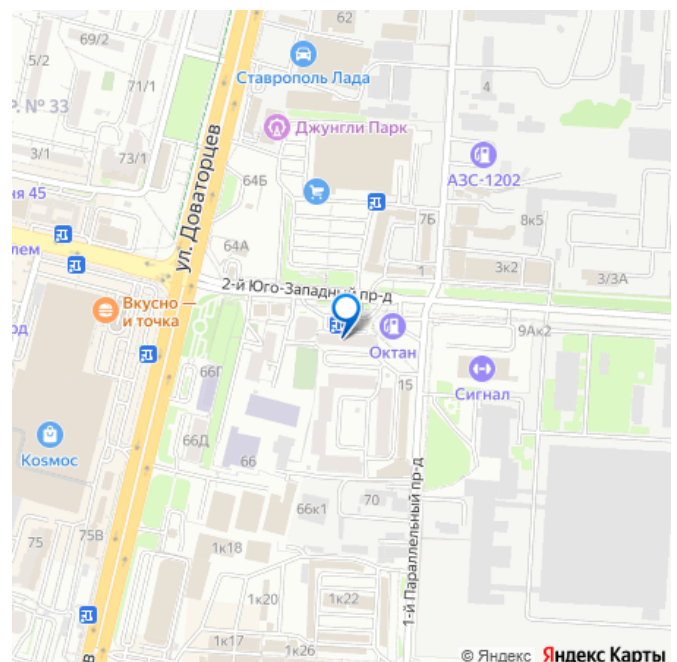 62
69/2
5/2
Ставрополь Лада
71/1
4
Р. № 33
Джунгли Парк
3/1
73/1
АЗС-1202
64Б
ня 45
ул. Доваторцев
7Б
8к5
лем
64А
1
3к2
3/3А
2-й Юго-Западный пр-д
Вкусно —
и точка
од
Октан
9Ак2
66Г
15
Сигнал
66Д
Коsмос
66
66к1
70
1-й Параллельный пр-д
75
75В
1к18
1к20
1к22
1к17
1к26
в
© Яндекс Яндекс Карты